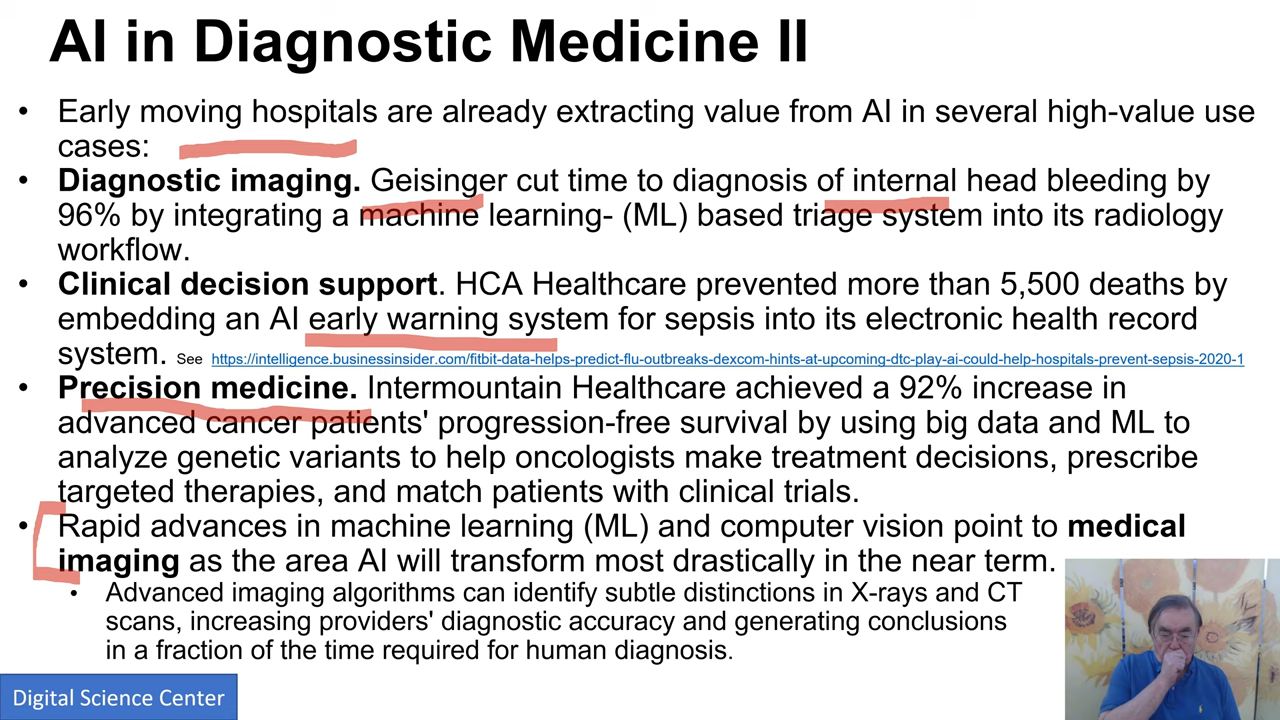 AI in Diagnostic Medicine II
• Early moving hospitals are already extracting value from AI in several high-value use
cases:
• Diagnostic imaging. Geisinger cut time to diagnosis of internal head bleeding by
96% by integrating a machine learning- (ML) based triage system into its radiology
workflow.
• Clinical decision support. HCA Healthcare prevented more than 5,500 deaths by
embedding an AI early warning system for sepsis into its electronic health record
system. See https://intelligence.businessinsider.com/fitbit-data-helps-predict-flu-outbreaks-dexcom-hints-at-upcoming-dtc-play-ai-could-help-hospitals-prevent-sepsis-2020-1
• Precision medicine. Intermountain Healthcare achieved a 92% increase in
advanced cancer patients' progression-free survival by using big data and ML to
analyze genetic variants to help oncologists make treatment decisions, prescribe
targeted therapies, and match patients with clinical trials.
• Rapid advances in machine learning (ML) and computer vision point to medical
imaging as the area AI will transform most drastically in the near term.
• Advanced imaging algorithms can identify subtle distinctions in X-rays and CT
scans, increasing providers' diagnostic accuracy and generating conclusions
in a fraction of the time required for human diagnosis.
Digital Science Center